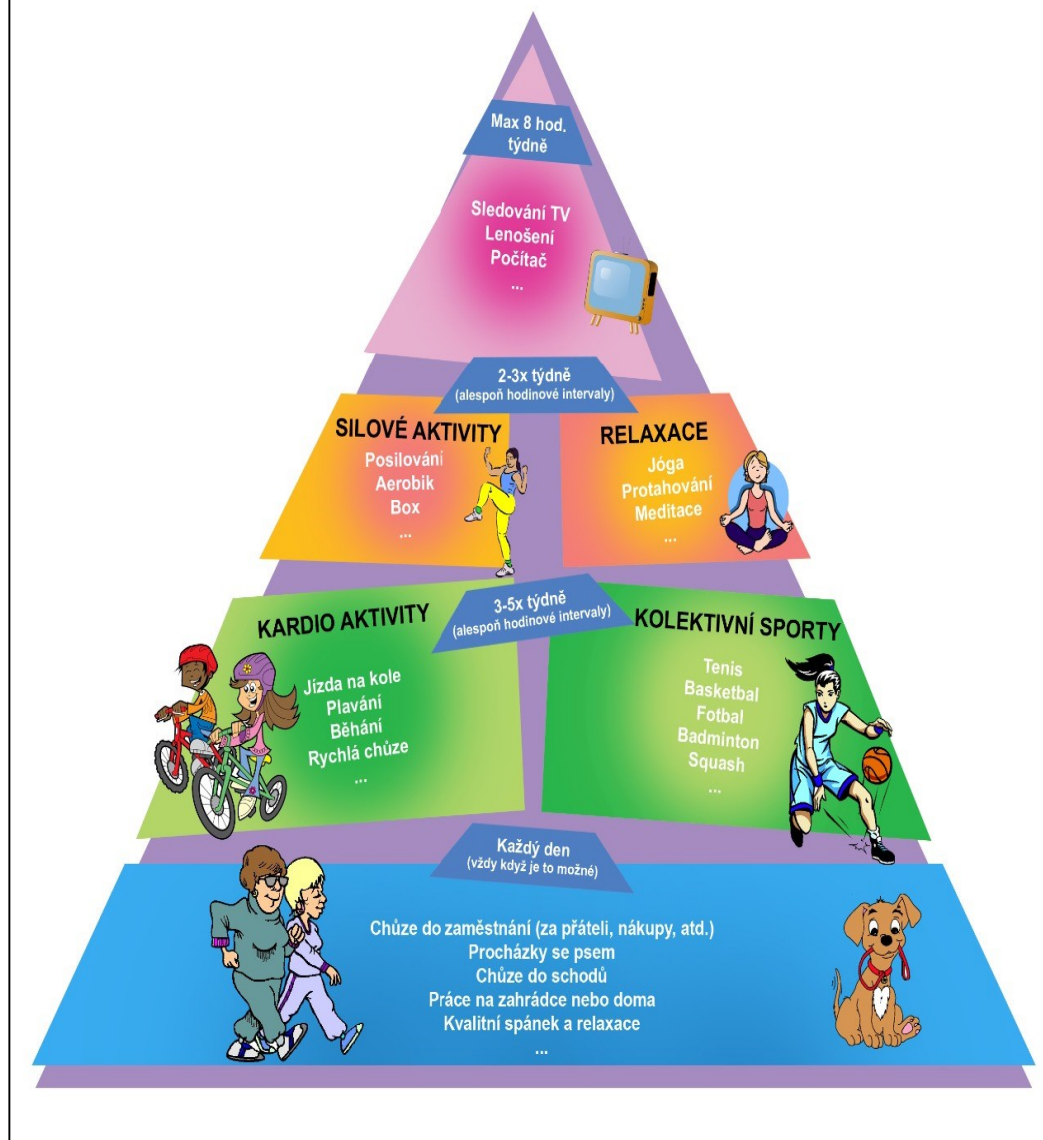 Max 8 hod.
týdně
Sledování TV
Lenošení
Počítač
...
2-3x týdně
(alespoň hodinové intervaly)
SILOVÉ AKTIVITY
Posilování
Aerobik
Box
...
RELAXACE
Jóga
Protahování
Meditace
...
3-5x týdně
(alespoň hodinové intervaly)
KARDIO AKTIVITY
Jízda na kole
Plavání
Běhání
Rychlá chůze
...
KOLEKTIVNÍ SPORTY
Tenis
Basketbal
Fotbal
Badminton
Squash
...
Každý den
(vždy když je to možné)
Chůze do zaměstnání (za přáteli, nákupy, atd.)
Procházky se psem
Chůze do schodů
Práce na zahrádce nebo doma
Kvalitní spánek a relaxace
...